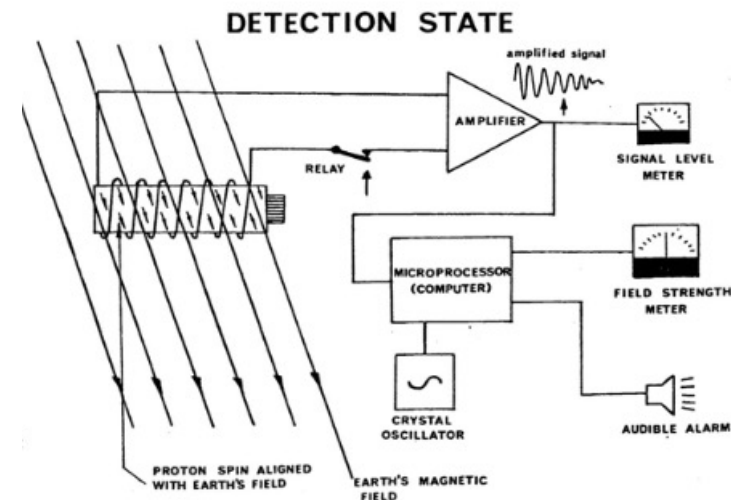 DETECTION STATE
amplified signal
AMPLIFIER
RELAY
SIGNAL LEVEL
METER
MICROPROCESSOR
(COMPUTER)
FIELD STRENGTH
METER
CRYSTAL
OSCILLATOR
AUDIBLE ALARM
PROTON SPIN ALIGNED
WITH EARTH'S FIELD
EARTH'S MAGNETIC
FIELD